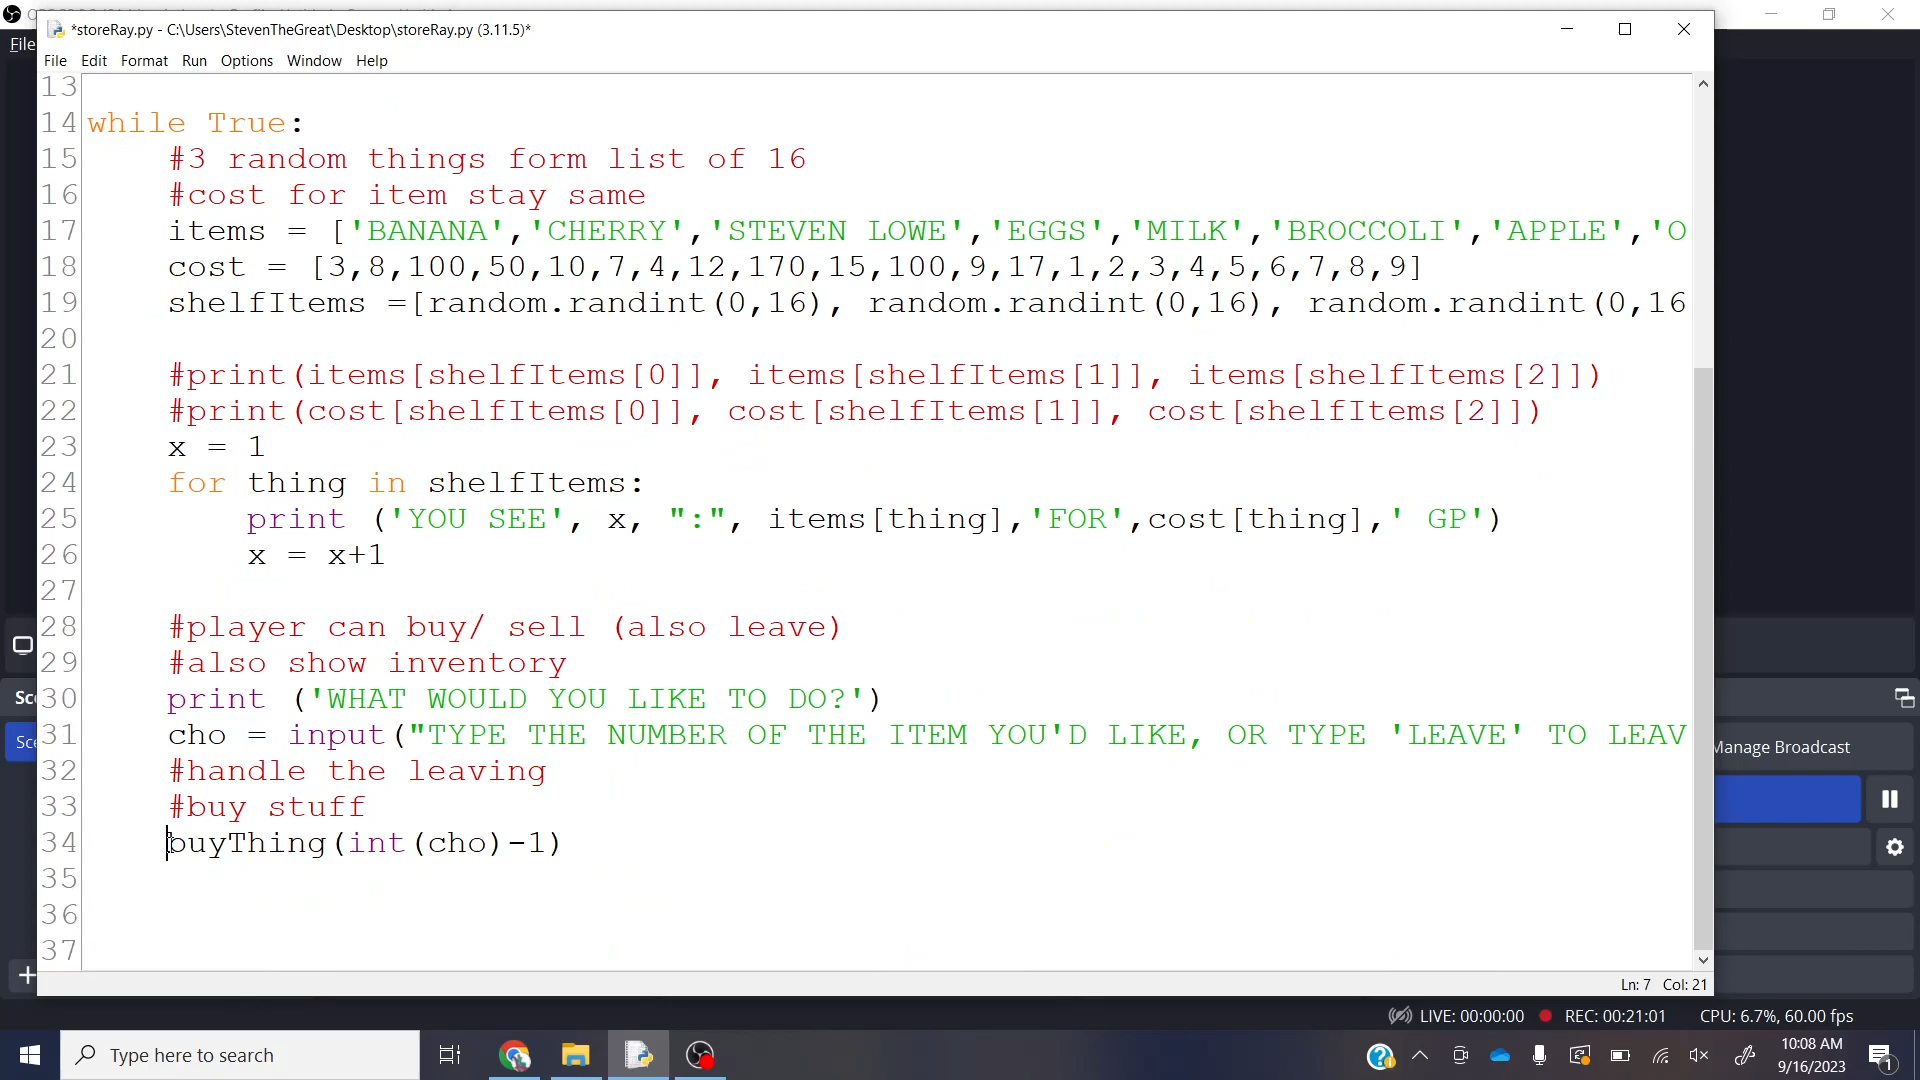 *storeRay.py - C:\Users\StevenTheGreat\Desktop\storeRay.py (3.11.5)*
File
File Edit Format Run Options Window Help
13
14 while True:
15 #3 random things form list of 16
16 #cost for item stay same
17 items = ['BANANA','CHERRY','STEVEN LOWE','EGGS','MILK','BROCCOLI','APPLE','O
18 cost = [3,8,100,50,10,7,4,12,170,15,100,9,17,1,2,3,4,5,6,7,8,9]
19 shelfItems =[random.randint(0,16), random.randint(0,16), random.randint(0,16
20
21 #print(items[shelfItems[0]], items[shelfItems[1]], items[shelfItems[2]])
22 #print(cost[shelfItems[0]], cost[shelfItems[1]], cost[shelfItems[2]])
23 x = 1
24 for thing in shelfItems:
25 print ('YOU SEE', x, ":", items[thing],'FOR',cost[thing],' GP')
26 x = x+1
27
28 #player can buy/ sell (also leave)
29 #also show inventory
Sc 30 print ('WHAT WOULD YOU LIKE TO DO?')
Sce 31 cho = input("TYPE THE NUMBER OF THE ITEM YOU'D LIKE, OR TYPE 'LEAVE' TO LEAV
Manage Broadcast
32 #handle the leaving
33 #buy stuff
34 buyThing(int(cho)-1)
35
36
37
Ln: 7 Col: 21
LIVE: 00:00:00 REC: 00:21:01 CPU: 6.7%, 60.00 fps
Type here to search
10:08 AM
9/16/2023
1